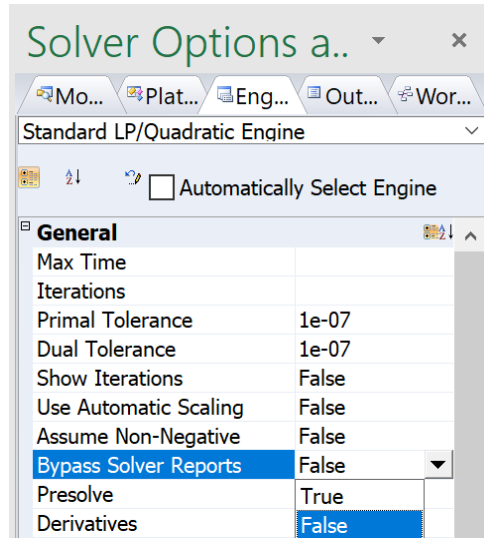 Solver Options a..
Mo... Plat... Eng... Out... Wor...
Standard LP/Quadratic Engine
Automatically Select Engine
General
Max Time
Iterations
Primal Tolerance 1e-07
Dual Tolerance 1e-07
Show Iterations False
Use Automatic Scaling False
Assume Non-Negative False
Bypass Solver Reports False
Presolve True
Derivatives False